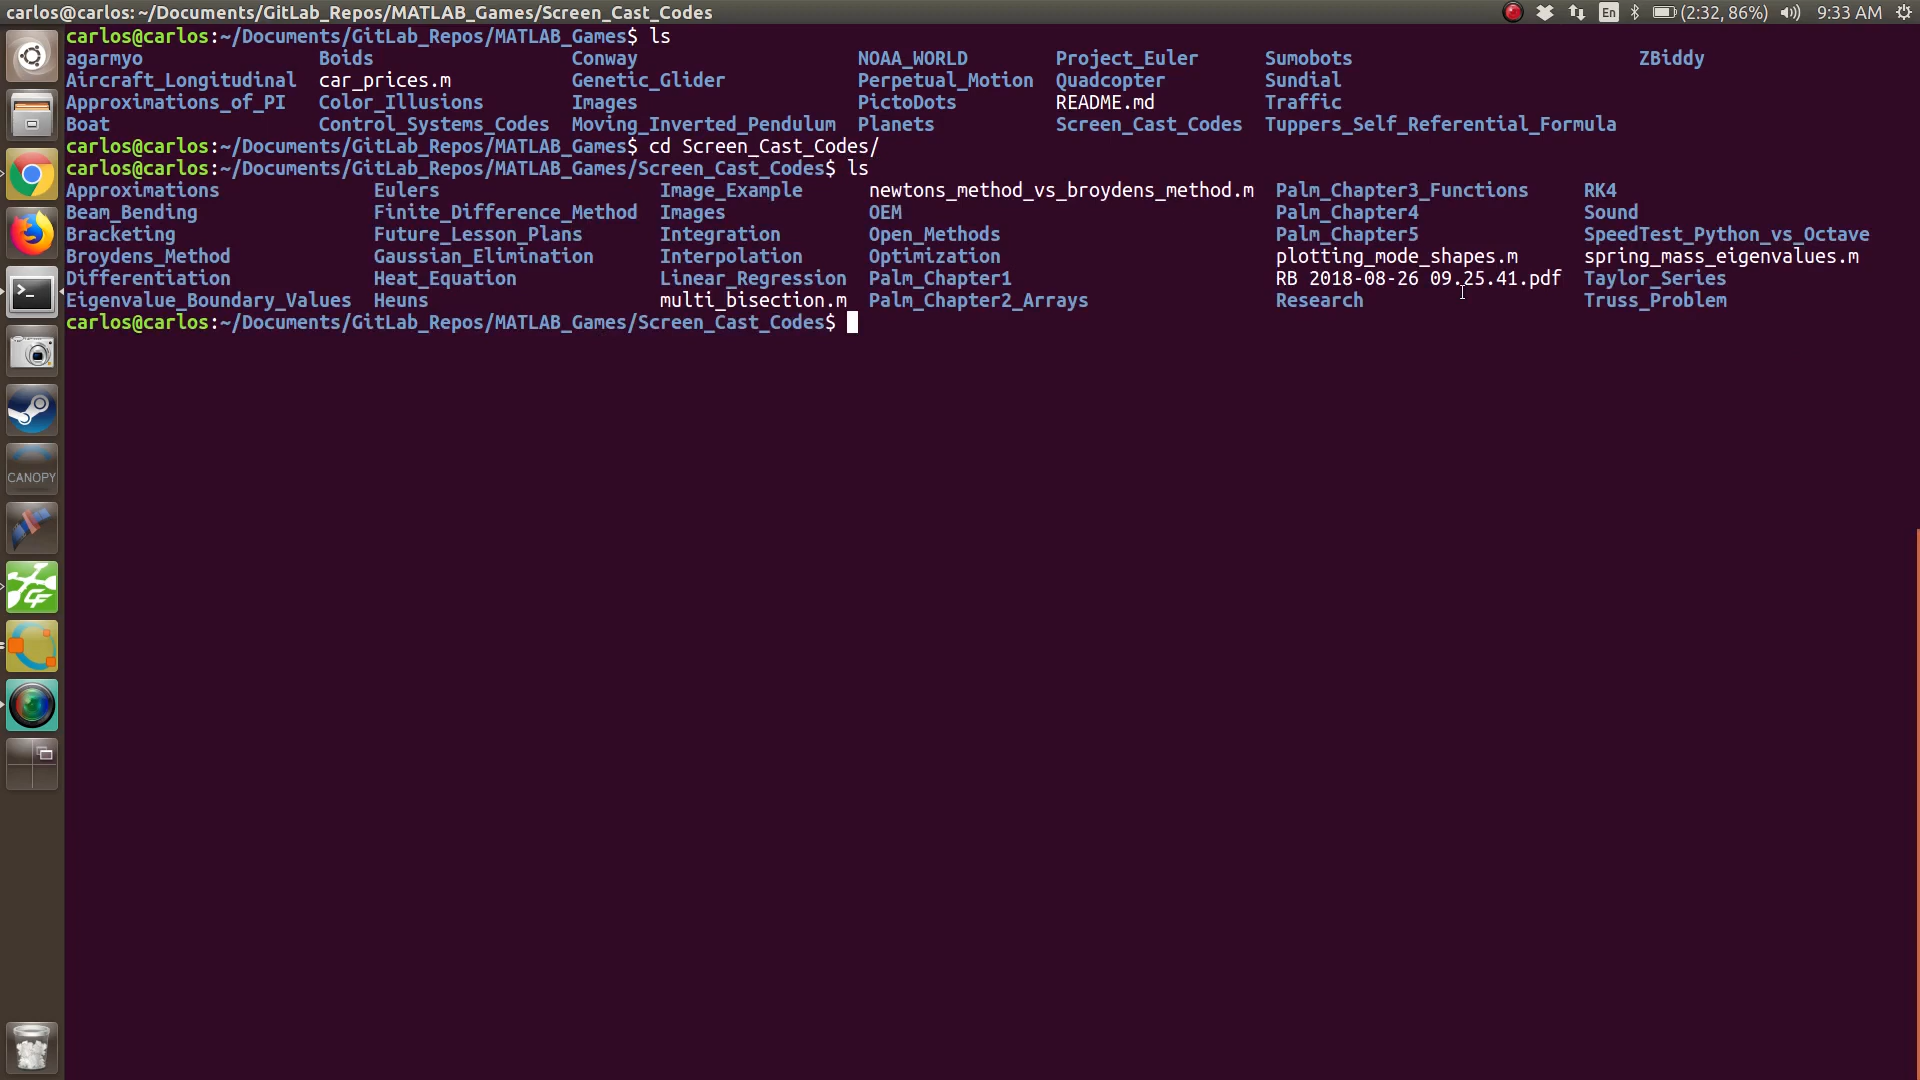 carlos@carlos: ~/Documents/GitLab_Repos/MATLAB_Games/Screen_Cast_Codes En (2:32, 86%) 9:33 AM
carlos@carlos:~/Documents/GitLab_Repos/MATLAB_Games$ ls
agarmyo Boids Conway NOAA_WORLD Project_Euler Sumobots ZBiddy
Aircraft_Longitudinal car_prices.m Genetic_Glider Perpetual_Motion Quadcopter Sundial
Approximations_of_PI Color_Illusions Images PictoDots README.md Traffic
Boat Control_Systems_Codes Moving_Inverted_Pendulum Planets Screen_Cast_Codes Tuppers_Self_Referential_Formula
carlos@carlos:~/Documents/GitLab_Repos/MATLAB_Games$ cd Screen_Cast_Codes/
carlos@carlos:~/Documents/GitLab_Repos/MATLAB_Games/Screen_Cast_Codes$ ls
Approximations Eulers Image_Example newtons_method_vs_broydens_method.m Palm_Chapter3_Functions RK4
Beam_Bending Finite_Difference_Method Images OEM Palm_Chapter4 Sound
Bracketing Future_Lesson_Plans Integration Open_Methods Palm_Chapter5 SpeedTest_Python_vs_Octave
Broydens_Method Gaussian_Elimination Interpolation Optimization plotting_mode_shapes.m spring_mass_eigenvalues.m
Differentiation Heat_Equation Linear_Regression Palm_Chapter1 RB 2018-08-26 09.25.41.pdf Taylor_Series
Eigenvalue_Boundary_Values Heuns multi_bisection.m Palm_Chapter2_Arrays Research Truss_Problem
carlos@carlos:~/Documents/GitLab_Repos/MATLAB_Games/Screen_Cast_Codes$
CANOPY
GF